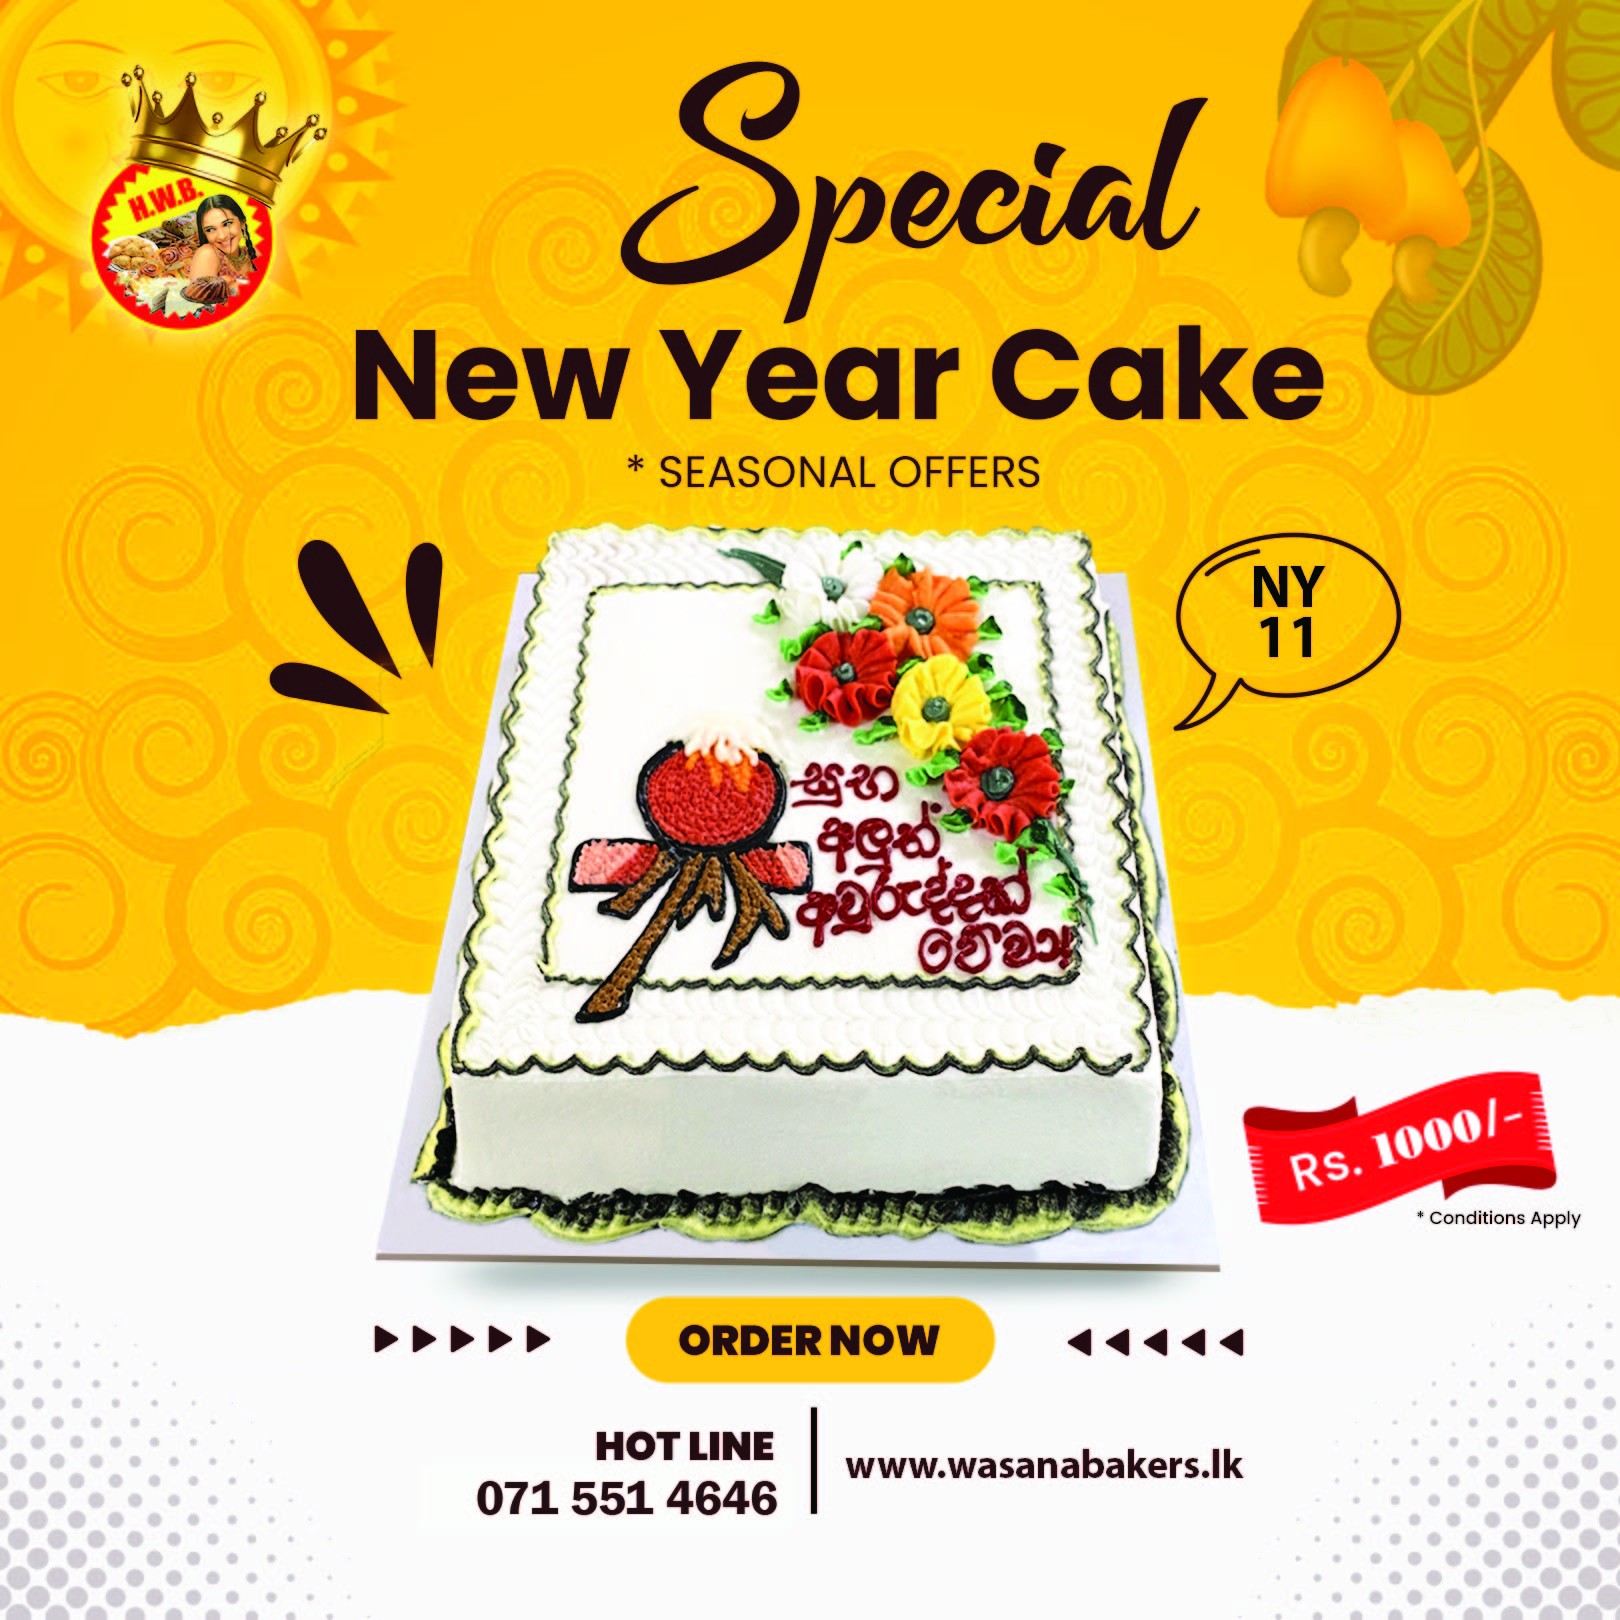 H.W.B.
Special
New Year Cake
* SEASONAL OFFERS
NY
11
සුභ
අලුත්
අවුරුද්දක්
වේවා!
Rs. 1000/-
* Conditions Apply
ORDER NOW
HOT LINE
071 551 4646
www.wasanabakers.lk